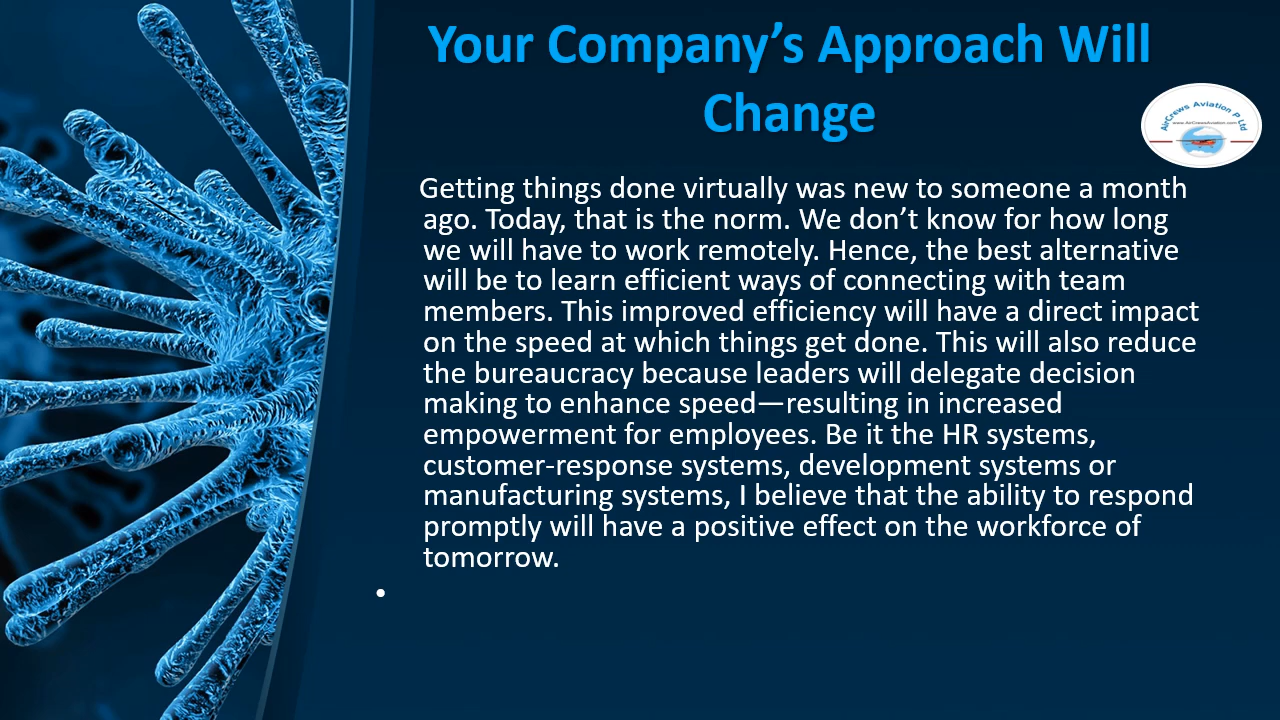 Your Company’s Approach Will
Change
AirCrews Aviation P Ltd
www.AirCrewsAviation.com
Getting things done virtually was new to someone a month
ago. Today, that is the norm. We don’t know for how long
we will have to work remotely. Hence, the best alternative
will be to learn efficient ways of connecting with team
members. This improved efficiency will have a direct impact
on the speed at which things get done. This will also reduce
the bureaucracy because leaders will delegate decision
making to enhance speed—resulting in increased
empowerment for employees. Be it the HR systems,
customer-response systems, development systems or
manufacturing systems, I believe that the ability to respond
promptly will have a positive effect on the workforce of
tomorrow.
•